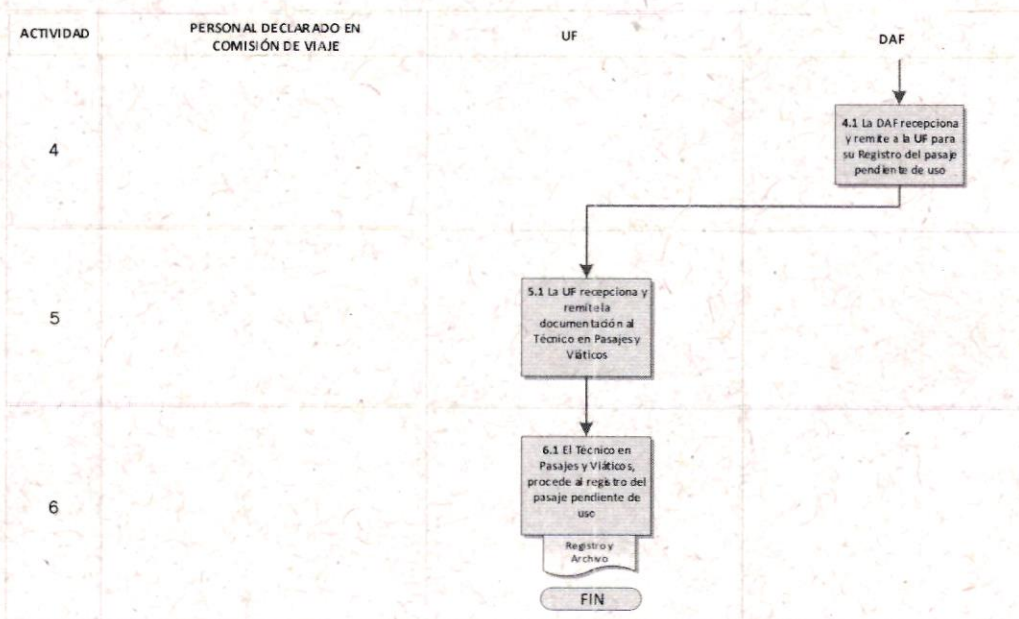 ACTIVIDAD
PERSONAL DECLARADO EN
COMISIÓN DE VIAJE
UF
DAF
4
4.1 La DAF recepciona
y remite a la UF para
su Registro del pasaje
pendiente de uso
5
5.1 La UF recepciona y
remite la
documentación al
Técnico en Pasajes y
Viáticos
6
6.1 El Técnico en
Pasajes y Viáticos,
procede al registro del
pasaje pendiente de
uso
Registro y
Archivo
FIN